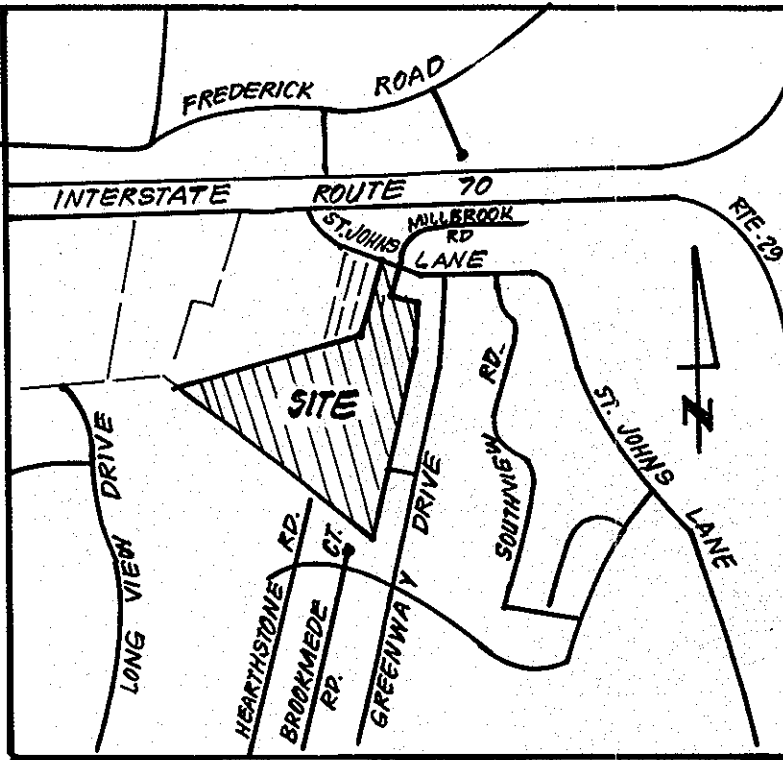 FREDERICK ROAD
INTERSTATE ROUTE 70
RTE-29
MILLBROOK
RD
ST. JOHNS LANE
SITE
SOUTHVIEW RD.
ST. JOHNS LANE
N
LONG VIEW DRIVE
HEARTHSTONE RD.
BROOKMEDE RD.
CT.
GREENWAY DRIVE